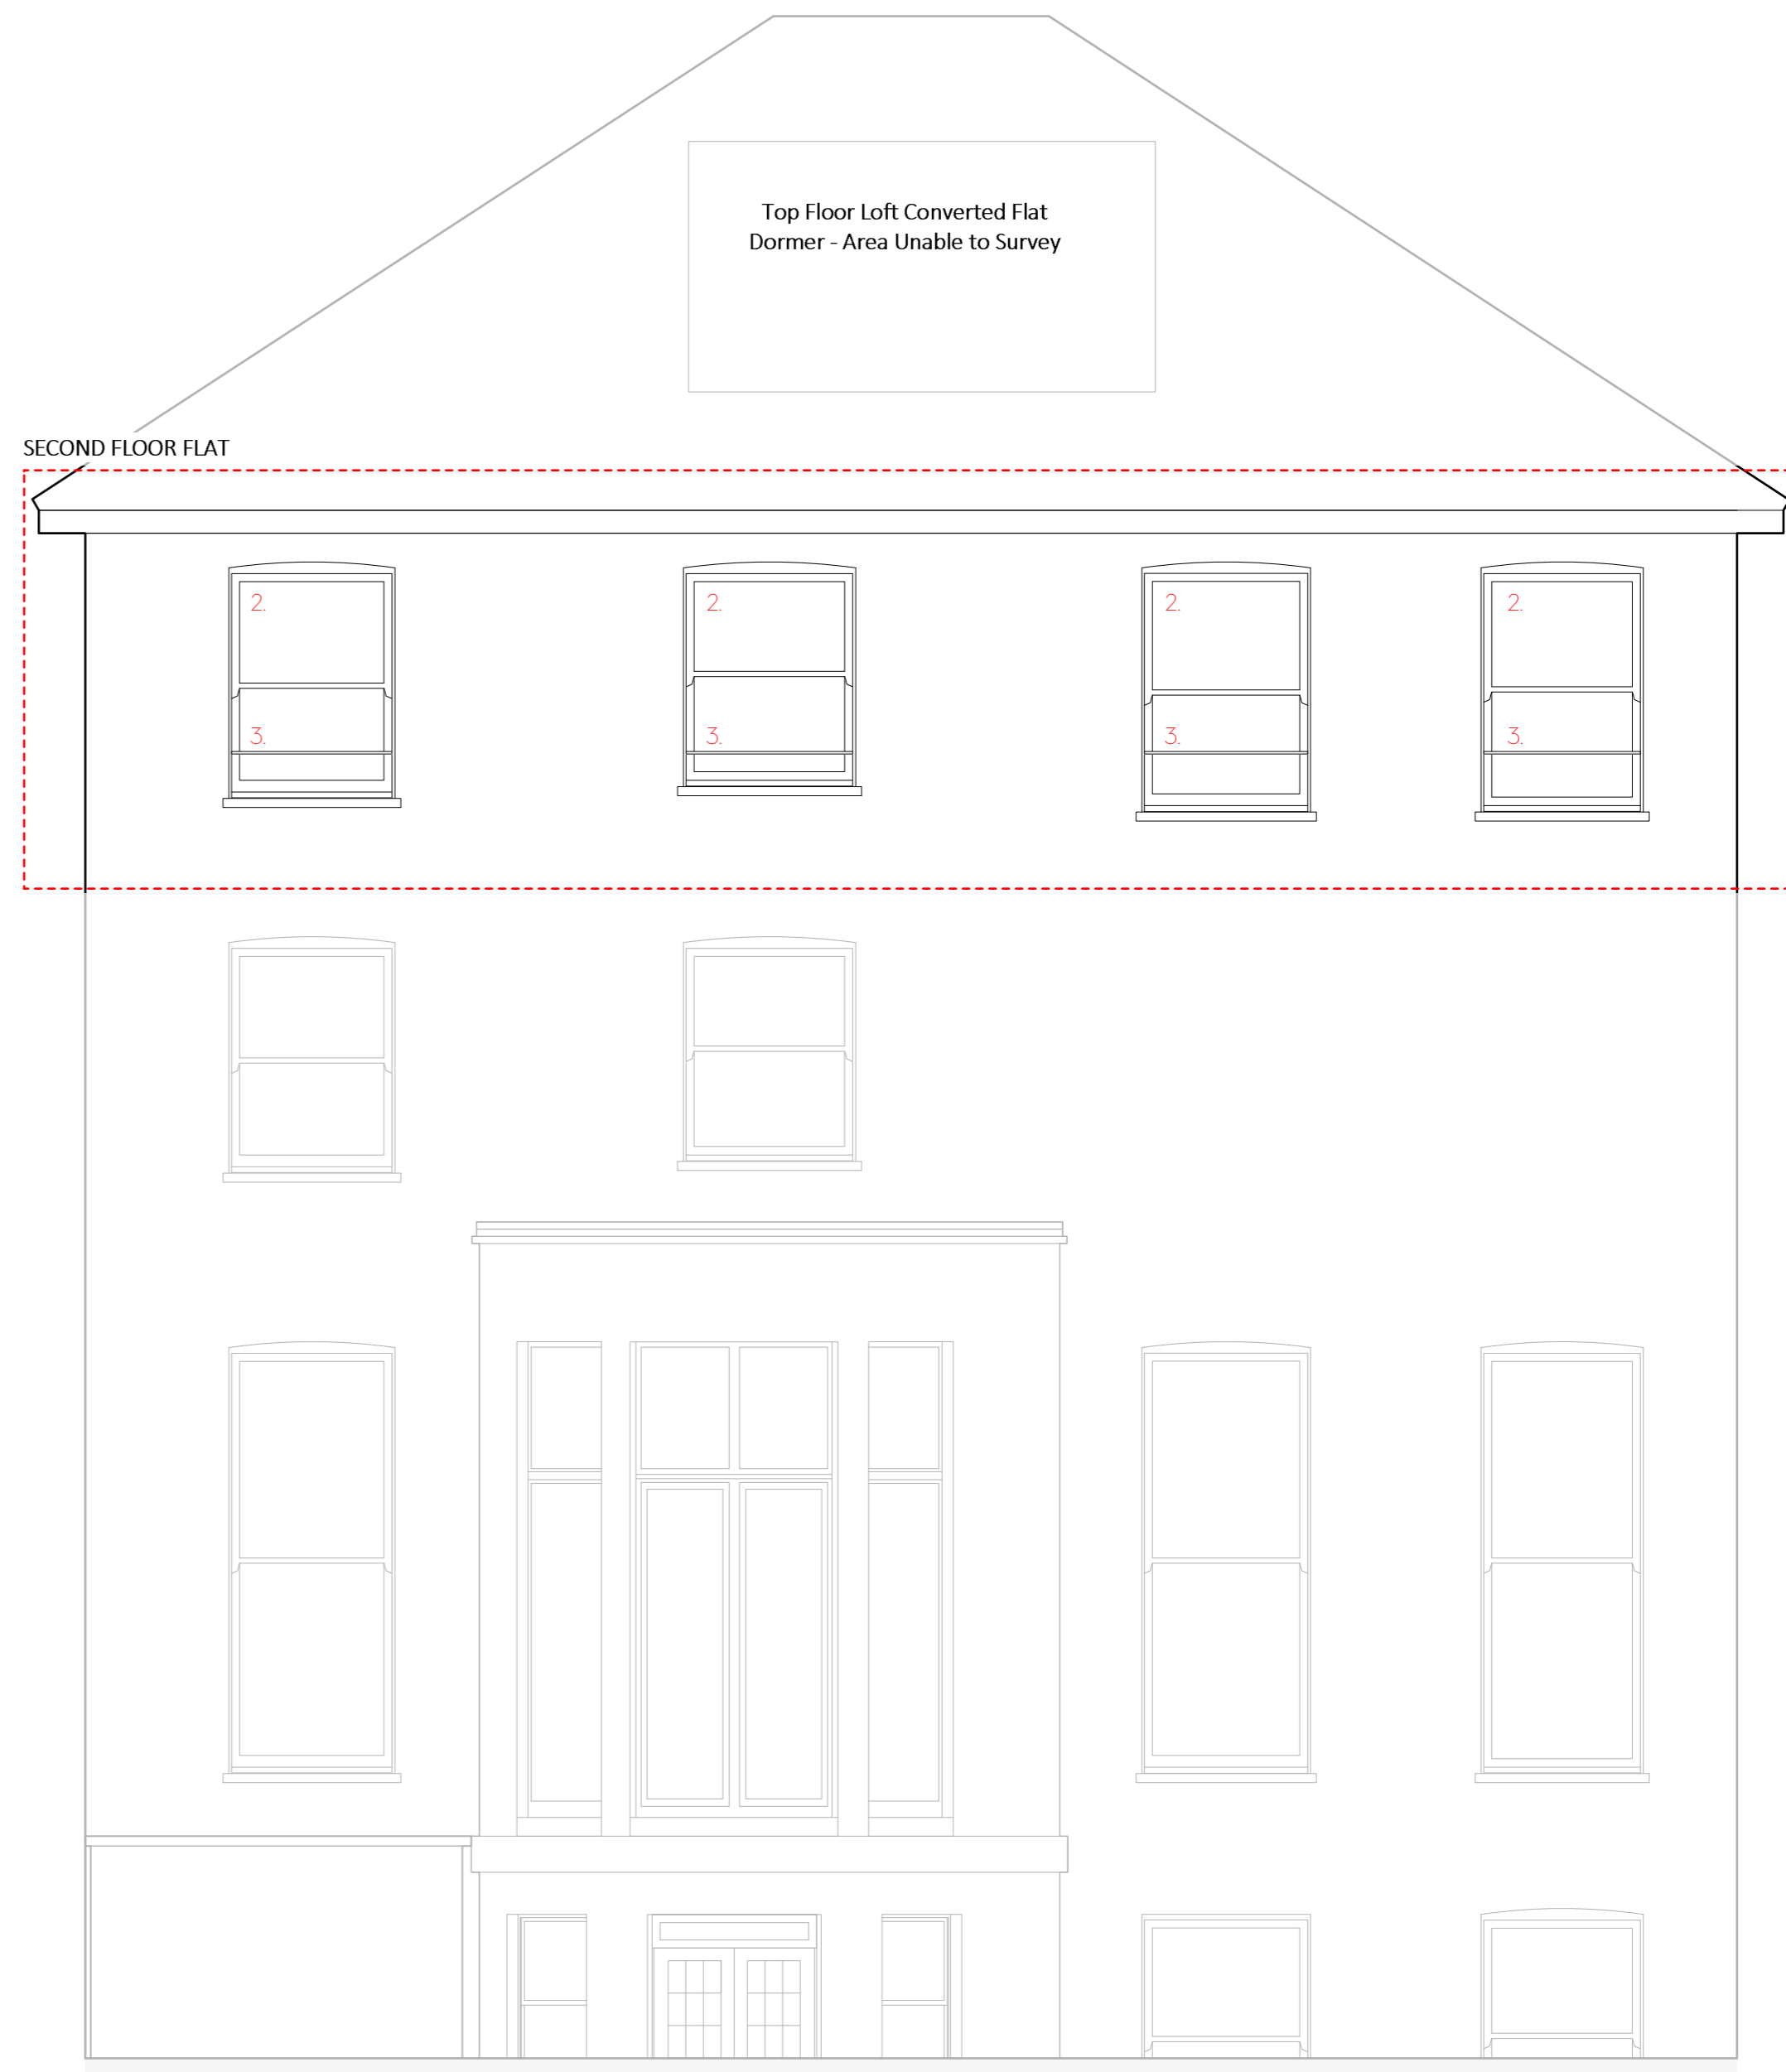 Top Floor Loft Converted Flat
Dormer - Area Unable to Survey
SECOND FLOOR FLAT
2. 2. 2. 2.
3. 3. 3. 3.